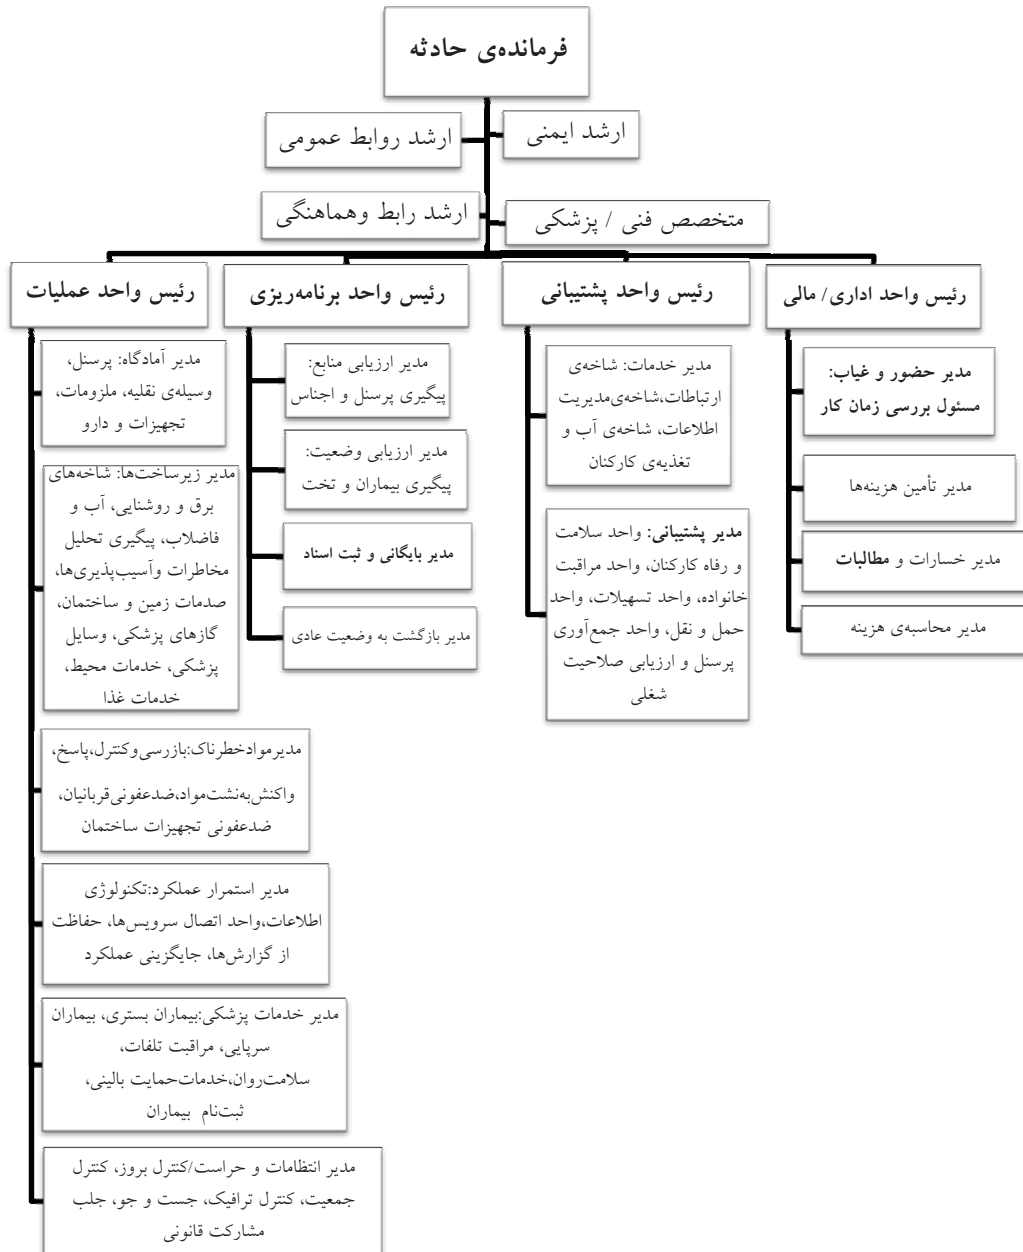 فرمانده‌ی حادثه
ارشد ایمنی
ارشد روابط عمومی
متخصص فنی / پزشکی
ارشد رابط وهماهنگی
رئیس واحد اداری/ مالی
مدیر حضور و غیاب:
مسئول بررسی زمان کار
مدیر تأمین هزینه‌ها
مدیر خسارات و مطالبات
مدیر محاسبه‌ی هزینه
رئیس واحد پشتیبانی
مدیر خدمات: شاخه‌ی
ارتباطات،شاخه‌ی‌مدیریت
اطلاعات، شاخه‌ی آب و
تغذیه‌ی کارکنان
مدیر پشتیبانی: واحد سلامت
و رفاه کارکنان، واحد مراقبت
خانواده، واحد تسهیلات، واحد
حمل و نقل، واحد جمع‌آوری
پرسنل و ارزیابی صلاحیت
شغلی
رئیس واحد برنامه‌ریزی
مدیر ارزیابی منابع:
پیگیری پرسنل و اجناس
مدیر ارزیابی وضعیت:
پیگیری بیماران و تخت
مدیر بایگانی و ثبت اسناد
مدیر بازگشت به وضعیت عادی
رئیس واحد عملیات
مدیر آمادگاه: پرسنل،
وسیله‌ی نقلیه، ملزومات،
تجهیزات و دارو
مدیر زیرساخت‌ها: شاخه‌های
برق و روشنایی، آب و
فاضلاب، پیگیری تحلیل
مخاطرات وآسیب‌پذیری‌ها،
صدمات زمین و ساختمان،
گازهای پزشکی، وسایل
پزشکی، خدمات محیط،
خدمات غذا
مدیرموادخطرناک:بازرسی‌وکنترل،پاسخ،
واکنش‌به‌نشت‌مواد،ضدعفونی‌قربانیان،
ضدعفونی تجهیزات ساختمان
مدیر استمرار عملکرد:تکنولوژی
اطلاعات،واحد اتصال سرویس‌ها، حفاظت
از گزارش‌ها، جایگزینی عملکرد
مدیر خدمات پزشکی:بیماران بستری، بیماران
سرپایی، مراقبت تلفات،
سلامت‌روان،خدمات‌حمایت بالینی،
ثبت‌نام بیماران
مدیر انتظامات و حراست/کنترل بروز، کنترل
جمعیت، کنترل ترافیک، جست و جو، جلب
مشارکت قانونی